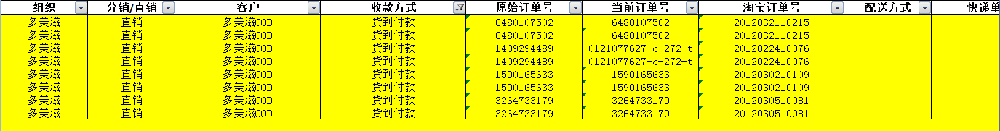 组织 分销/直销 客户 收款方式 原始订单号 当前订单号 淘宝订单号 配送方式 快递单
多美滋 直销 多美滋COD 货到付款 6480107502 6480107502 2012032110215
多美滋 直销 多美滋COD 货到付款 6480107502 6480107502 2012032110215
多美滋 直销 多美滋COD 货到付款 1409294489 0121077627-c-272-t 2012022410076
多美滋 直销 多美滋COD 货到付款 1409294489 0121077627-c-272-t 2012022410076
多美滋 直销 多美滋COD 货到付款 1590165633 1590165633 2012030210109
多美滋 直销 多美滋COD 货到付款 1590165633 1590165633 2012030210109
多美滋 直销 多美滋COD 货到付款 3264733179 3264733179 2012030510081
多美滋 直销 多美滋COD 货到付款 3264733179 3264733179 2012030510081